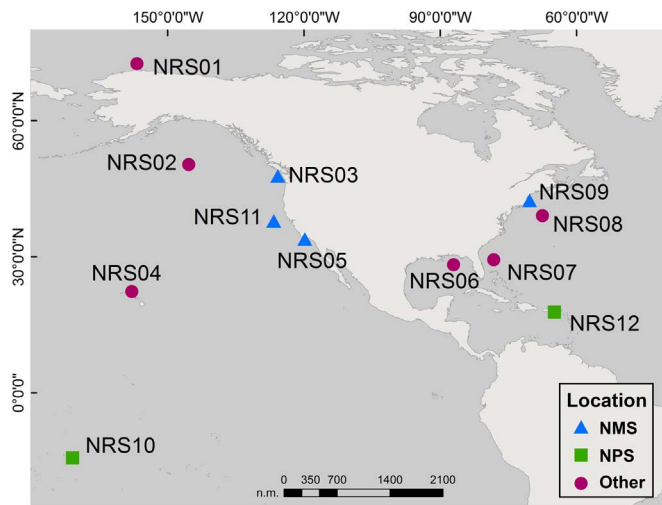 150°0'0"W 120°0'0"W 90°0'0"W 60°0'0"W
60°0'0"N
30°0'0"N
0°0'0"
NRS01
NRS02
NRS03
NRS09
NRS11
NRS08
NRS05
NRS06
NRS07
NRS04
NRS12
NRS10
Location
NMS
NPS
Other
0 350 700 1400 2100
n.m.